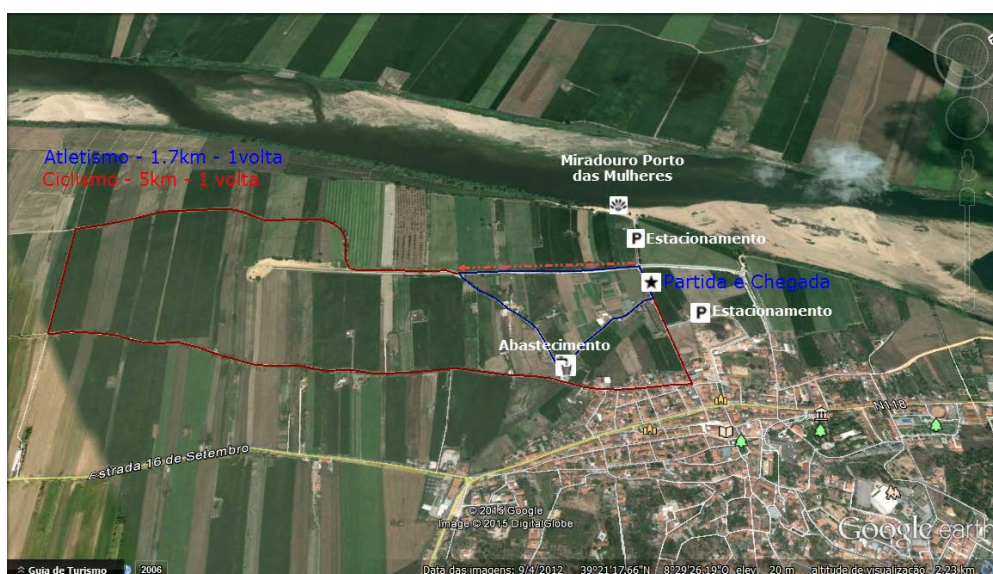 Atletismo - 1.7km - 1volta
Ciclismo - 5km - 1 volta
Miradouro Porto
das Mulheres
P Estacionamento
Partida e Chegada
P Estacionamento
Abastecimento
N118
Estrada 16 de Setembro
© 2015 Google
Image © 2015 DigitalGlobe
Google earth
Guia de Turismo
2006
Data das imagens: 9/4/2012 39°21'17.66"N 8°29'26.19"O elev 20 m altitude de visualização 2.23 km